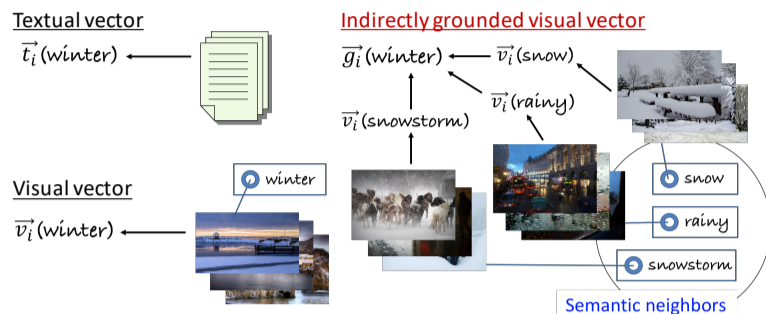 Textual vector
t⃗ᵢ(winter)
Visual vector
v⃗ᵢ(winter)
winter
Indirectly grounded visual vector
g⃗ᵢ(winter)
v⃗ᵢ(snow)
v⃗ᵢ(rainy)
v⃗ᵢ(snowstorm)
snow
rainy
snowstorm
Semantic neighbors